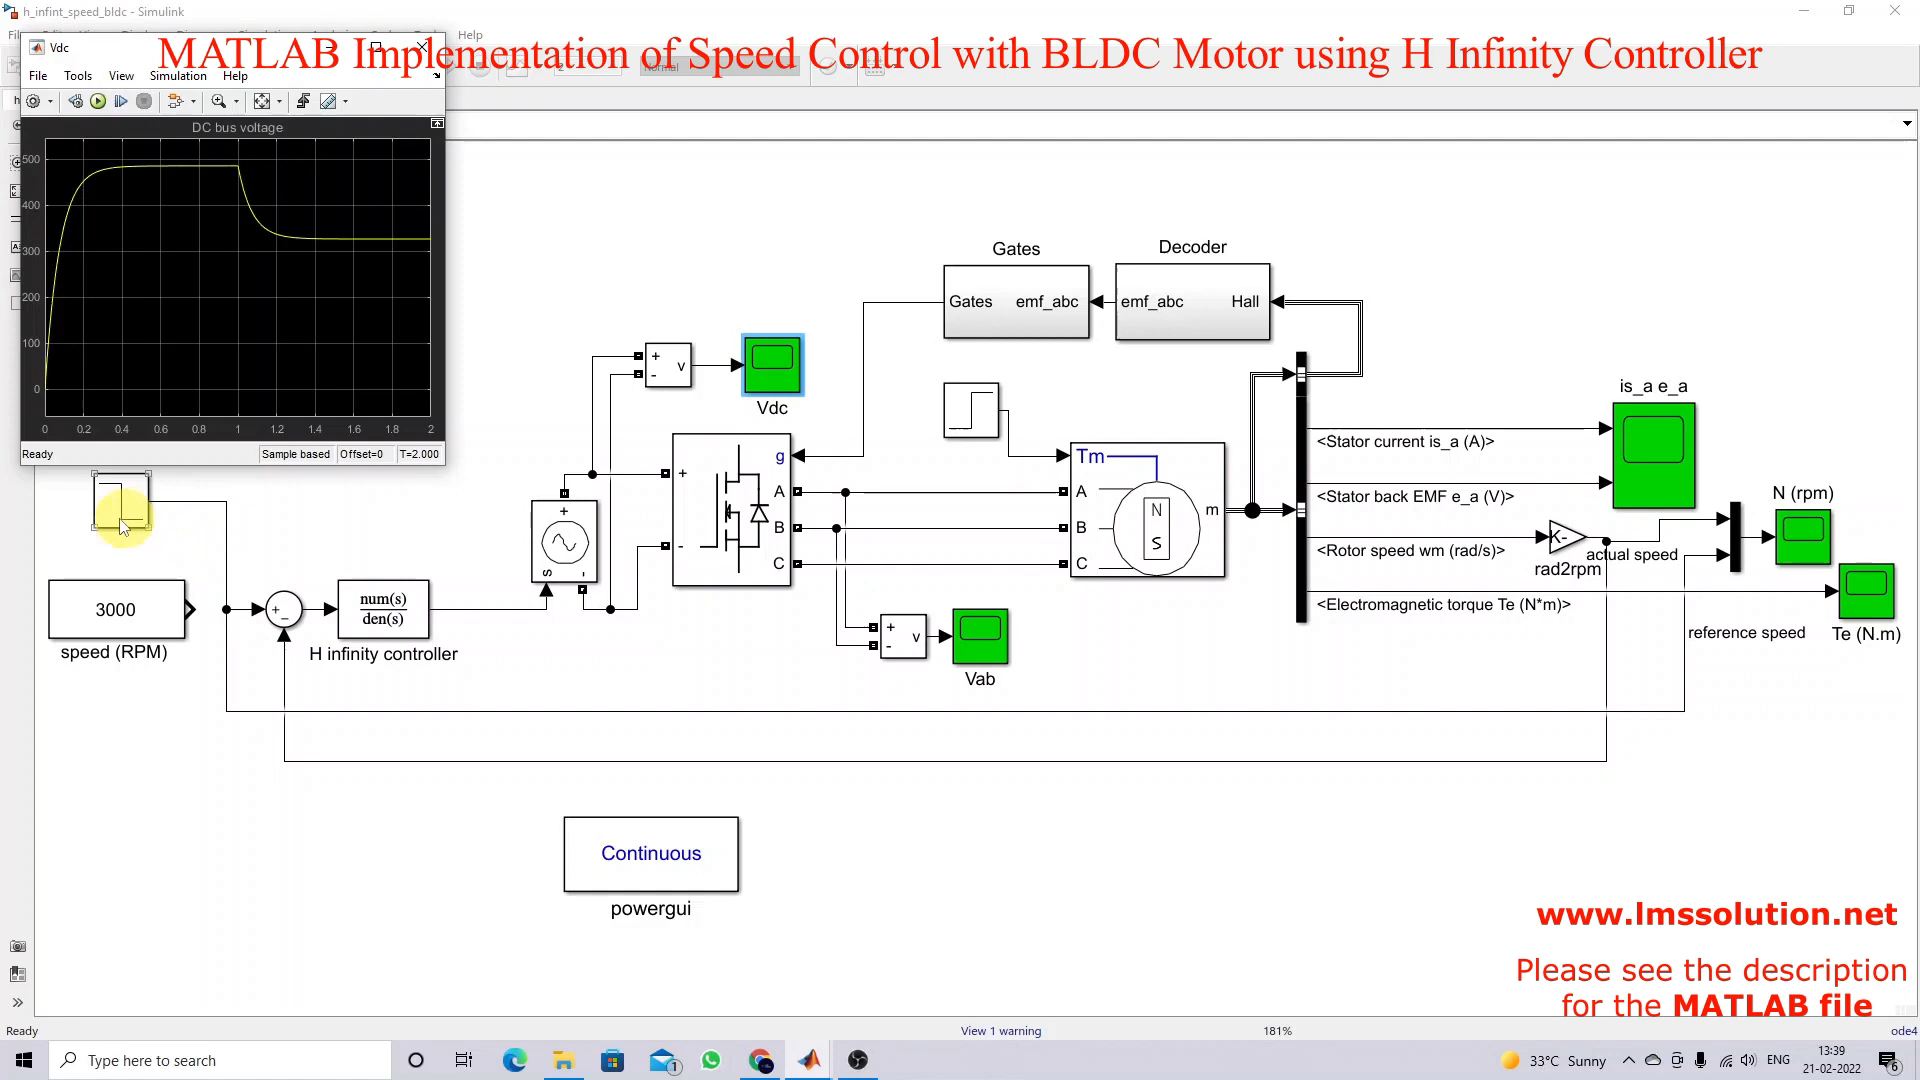 h_infint_speed_bldc - Simulink
Help
MATLAB Implementation of Speed Control with BLDC Motor using H Infinity Controller
Vdc
Normal
File Tools View Simulation Help
DC bus voltage
500
400
300
200
100
0
0 0.2 0.4 0.6 0.8 1 1.2 1.4 1.6 1.8 2
Ready Sample based Offset=0 T=2.000
Gates
Decoder
Gates emf_abc
emf_abc Hall
+
-
v
Vdc
is_a e_a
<Stator current is_a (A)>
g
+
A
B
-
C
Tm
A
B
C
N
S
m
<Stator back EMF e_a (V)>
N (rpm)
+
s
-
K-
<Rotor speed wm (rad/s)>
actual speed
rad2rpm
3000
speed (RPM)
+
-
num(s)
den(s)
H infinity controller
<Electromagnetic torque Te (N*m)>
reference speed
Te (N.m)
+
-
v
Vab
Continuous
powergui
www.lmssolution.net
Please see the description
for the MATLAB file
Ready View 1 warning 181% ode4
Type here to search
1
33°C Sunny
ENG
13:39
21-02-2022
6